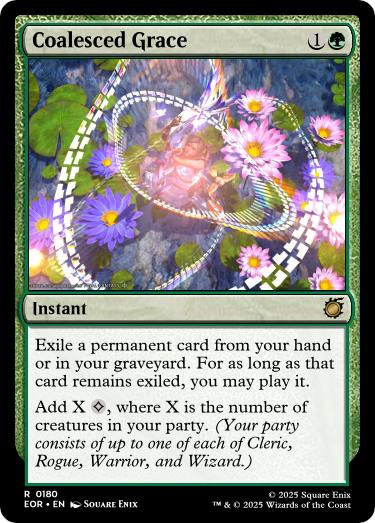 Coalesced Grace 1
Instant
Exile a permanent card from your hand
or in your graveyard. For as long as that
card remains exiled, you may play it.
Add X , where X is the number of
creatures in your party. (Your party
consists of up to one of each of Cleric,
Rogue, Warrior, and Wizard.)
R 0180
EOR • EN SQUARE ENIX
© 2025 Square Enix
™ & © 2025 Wizards of the Coast